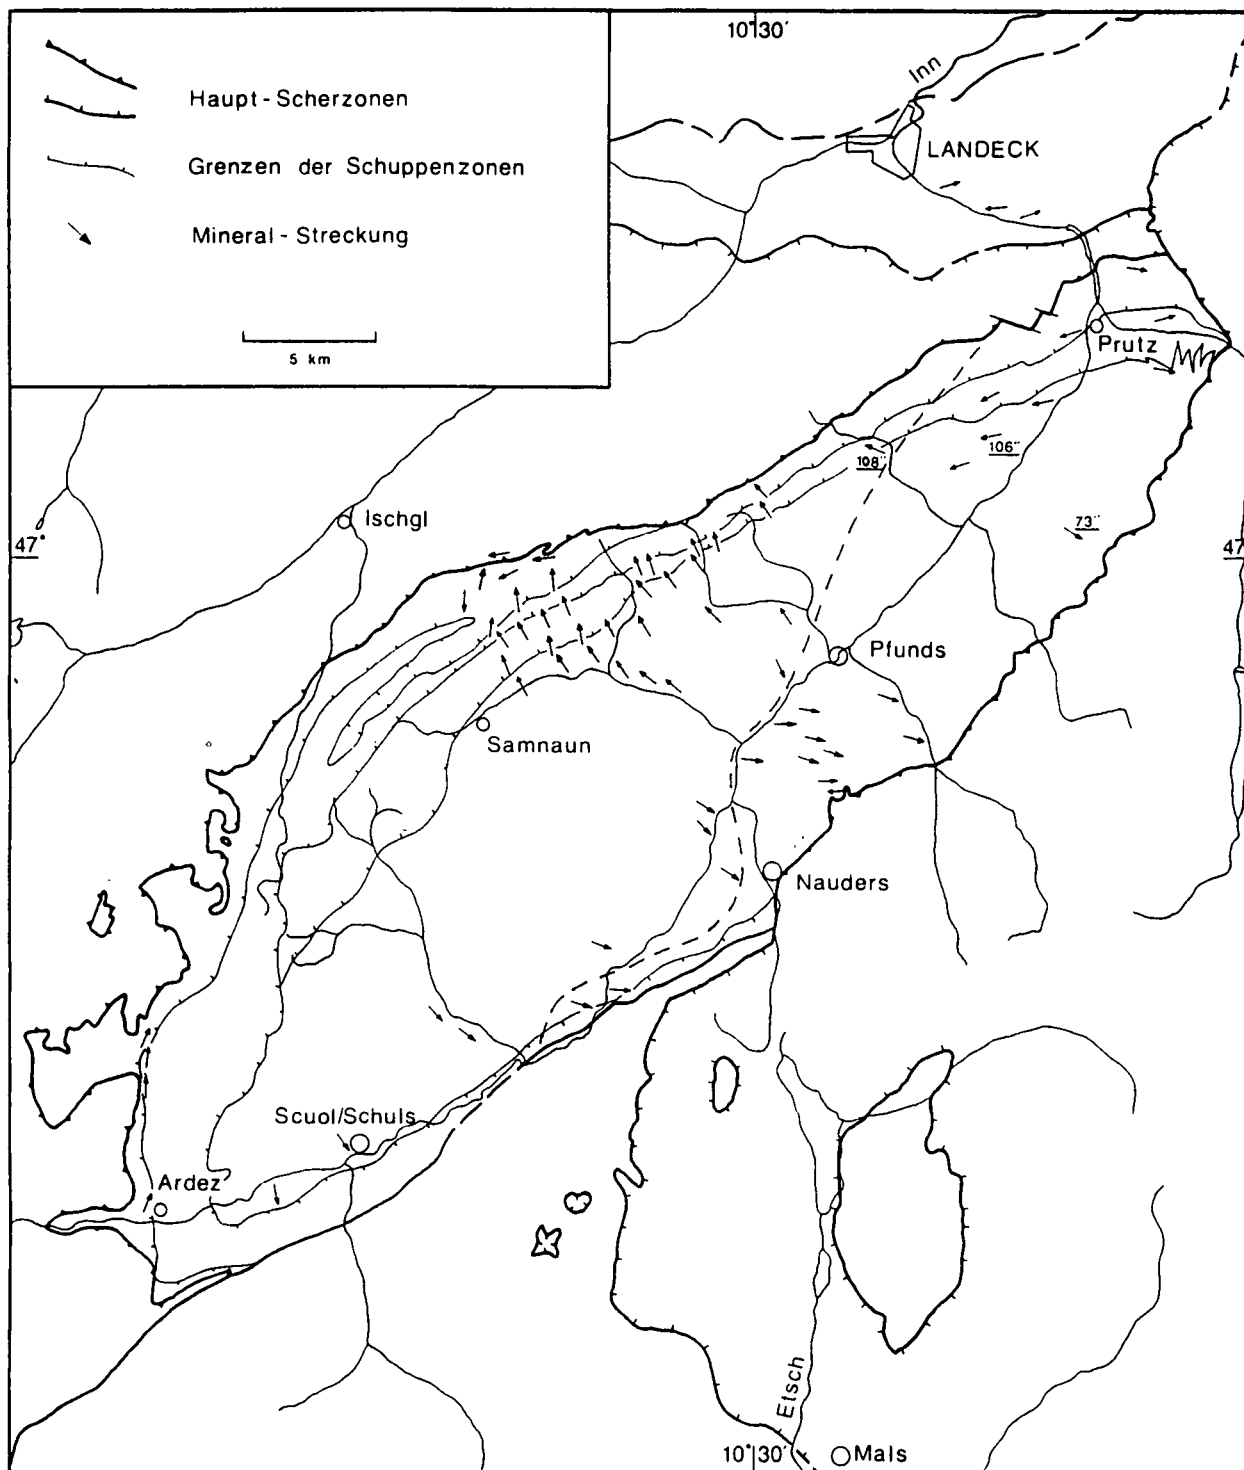 10°30'
Inn
Haupt-Scherzonen
LANDECK
Grenzen der Schuppenzonen
Mineral-Streckung
5 km
Prutz
106¨
108¨
Ischgl
73¨
47°
47
Pfunds
Samnaun
Nauders
Scuol/Schuls
Ardez
Etsch
10°30'
Mals